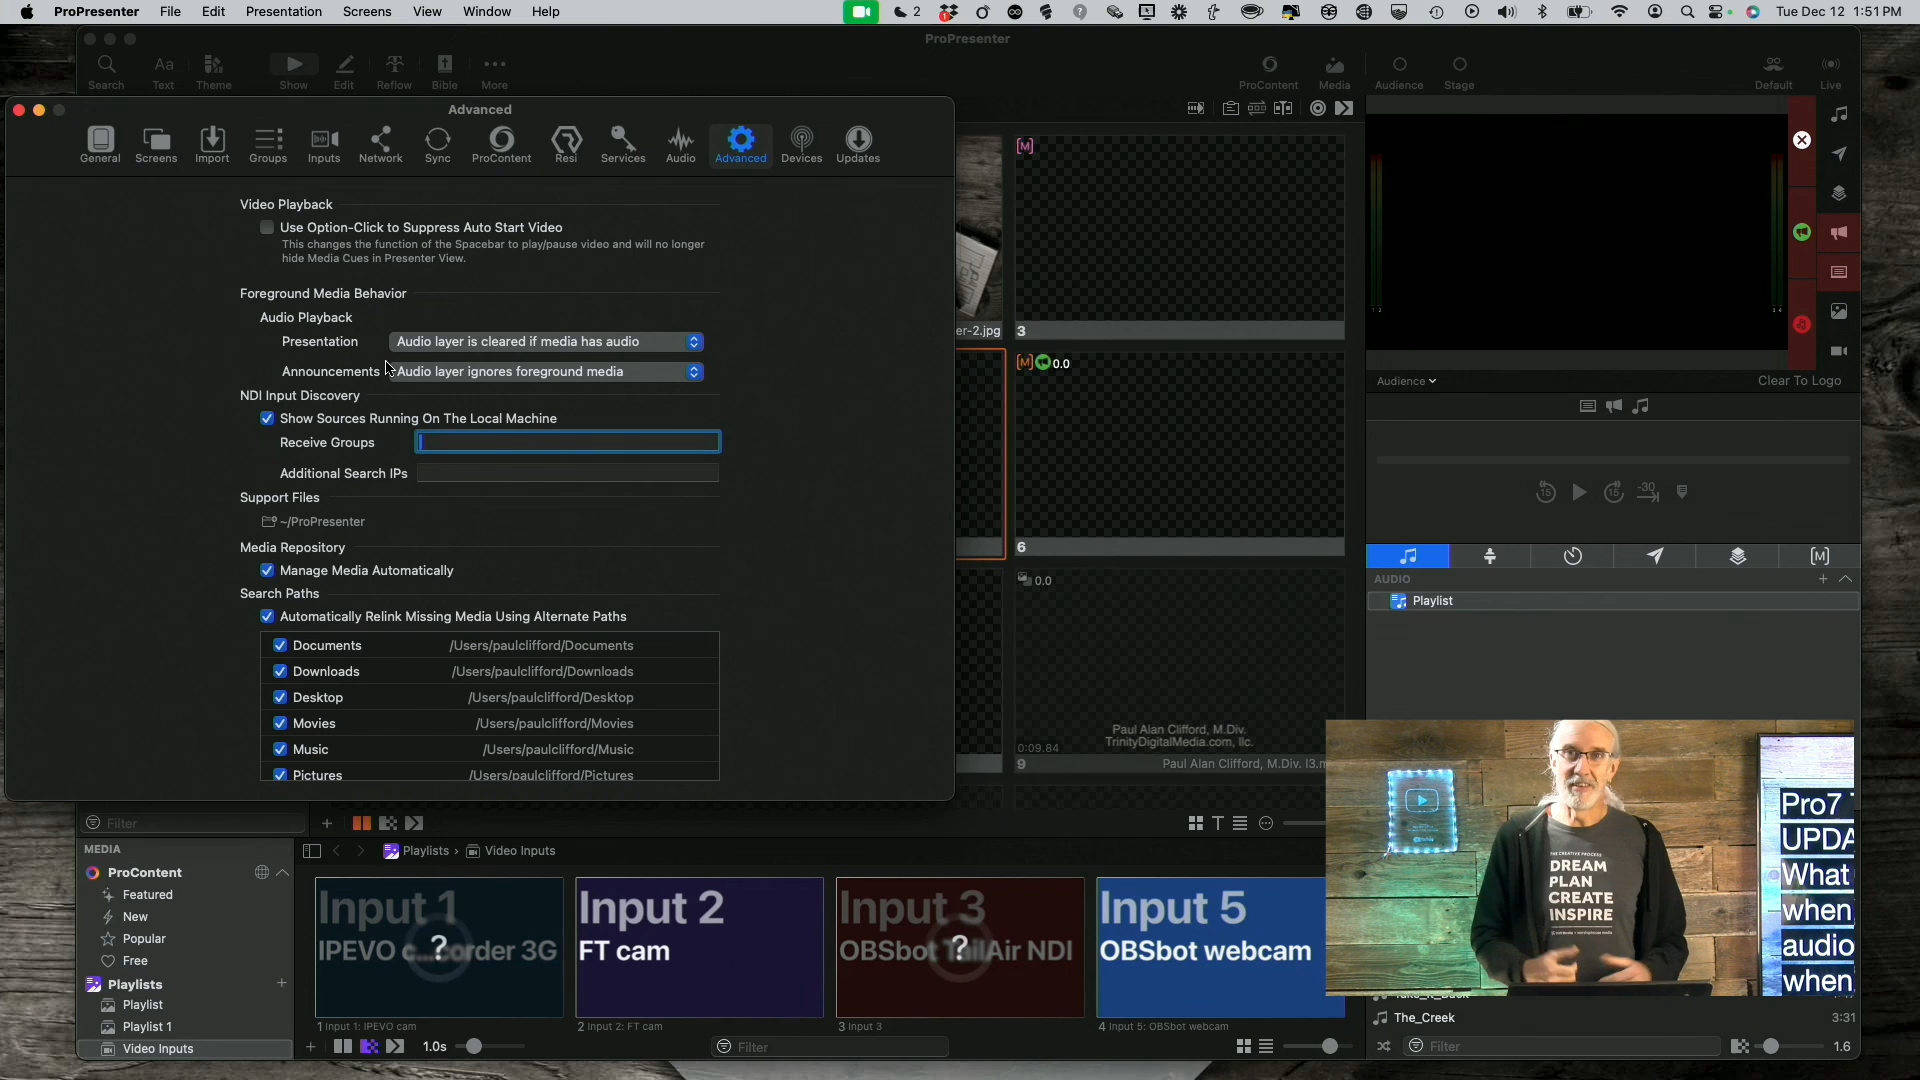 ProPresenter File Edit Presentation Screens View Window Help 2 Tue Dec 12 1:51 PM
ProPresenter
Search Text Theme Show Edit Reflow Bible More ProContent Media Audience Stage Default Live
Advanced
General Screens Import Groups Inputs Network Sync ProContent Resi Services Audio Advanced Devices Updates
Video Playback
Use Option-Click to Suppress Auto Start Video
This changes the function of the Spacebar to play/pause video and will no longer
hide Media Cues in Presenter View.
Foreground Media Behavior
Audio Playback
Presentation Audio layer is cleared if media has audio
Announcements Audio layer ignores foreground media
NDI Input Discovery
Show Sources Running On The Local Machine
Receive Groups
Additional Search IPs
Support Files
~/ProPresenter
Media Repository
Manage Media Automatically
Search Paths
Automatically Relink Missing Media Using Alternate Paths
Documents /Users/paulclifford/Documents
Downloads /Users/paulclifford/Downloads
Desktop /Users/paulclifford/Desktop
Movies /Users/paulclifford/Movies
Music /Users/paulclifford/Music
Pictures /Users/paulclifford/Pictures
[M]
er-2.jpg 3
[M] 0.0
6
0.0
Paul Alan Clifford, M.Div.
TrinityDigitalMedia.com, llc.
0:09.84
9 Paul Alan Clifford, M.Div. l3.m
Audience Clear To Logo
15 15 -30
[M]
AUDIO
Playlist
Filter
MEDIA
ProContent
Featured
New
Popular
Free
Playlists
Playlist
Playlist 1
Video Inputs
Playlists › Video Inputs
Input 1
?
1 Input 1: IPEVO cam
Input 2
FT cam
2 Input 2: FT cam
Input 3
OBSbot TailAir NDI
?
3 Input 3
Input 5
OBSbot webcam
4 Input 5: OBSbot webcam
1.0s Filter
THE CREATIVE PROCESS
DREAM
PLAN
CREATE
INSPIRE
Pro7
UPDA
What
when
audio
when
Take_It_Back
The_Creek 3:31
Filter 1.6